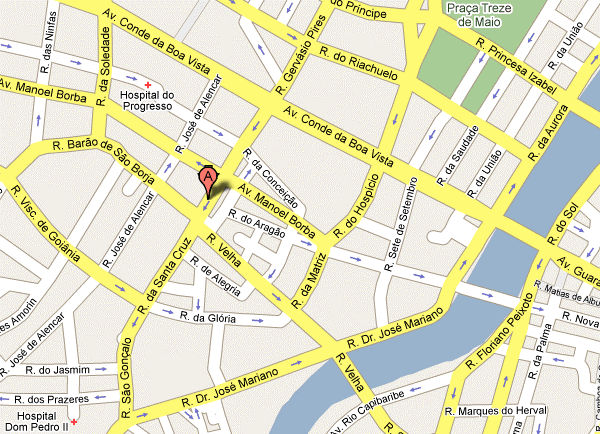 Av. Conde da Boa Vista
R. das Ninfas
R. da Soledade
R. Gervásio Pires
do Príncipe
Praça Treze
de Maio
R. Princesa Izabel
R. da União
R. do Riachuelo
Av. Manoel Borba
Hospital do
Progresso
R. José de Alencar
Av. Conde da Boa Vista
R. da Aurora
R. da Saudade
R. da União
R. Barão de São Borja
R. da Conceição
A
R. do Hospício
R. Sete de Setembro
R. do Sol
R. Visc. de Goiânia
R. José de Alencar
Av. Manoel Borba
R. do Aragão
R. Velha
R. da Santa Cruz
R. de Alegria
R. da Matriz
Av. Guara
R. Matias de Albu
R. Nova
R. da Glória
R. Dr. José Mariano
R. Floriano Peixoto
R. da Palma
es Amorin
R. José de Alencar
R. São Gonçalo
R. Velha
R. do Jasmim
R. Dr. José Mariano
R. dos Prazeres
Av. Rio Capibaribe
R. Marques do Herval
Hospital
Dom Pedro II
Camboa do